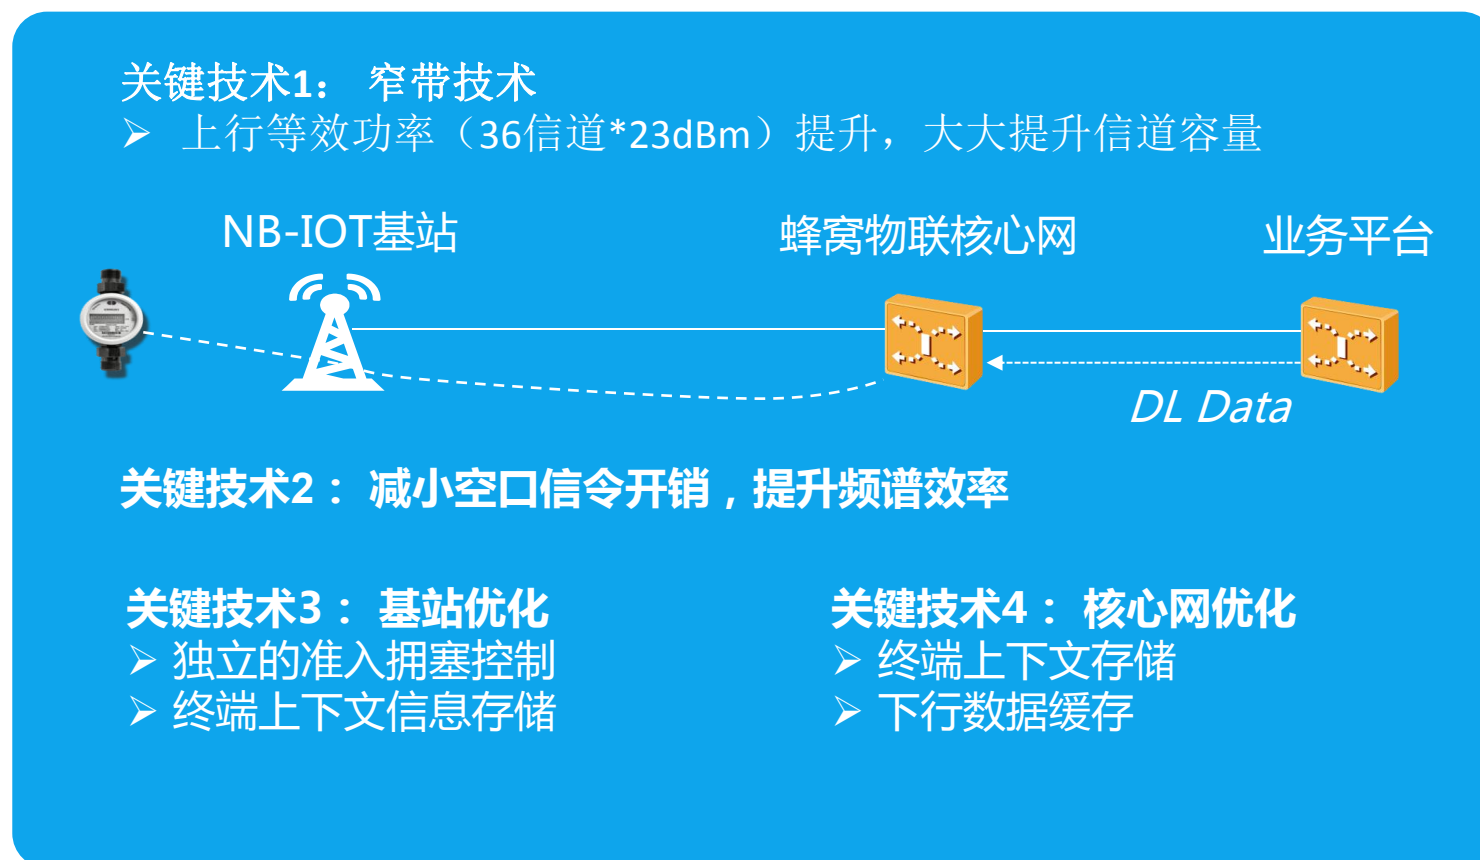 关键技术1： 窄带技术
➢ 上行等效功率（36信道*23dBm）提升，大大提升信道容量
NB-IOT基站
蜂窝物联核心网
业务平台
DL Data
关键技术2： 减小空口信令开销，提升频谱效率
关键技术3： 基站优化
➢ 独立的准入拥塞控制
➢ 终端上下文信息存储
关键技术4： 核心网优化
➢ 终端上下文存储
➢ 下行数据缓存